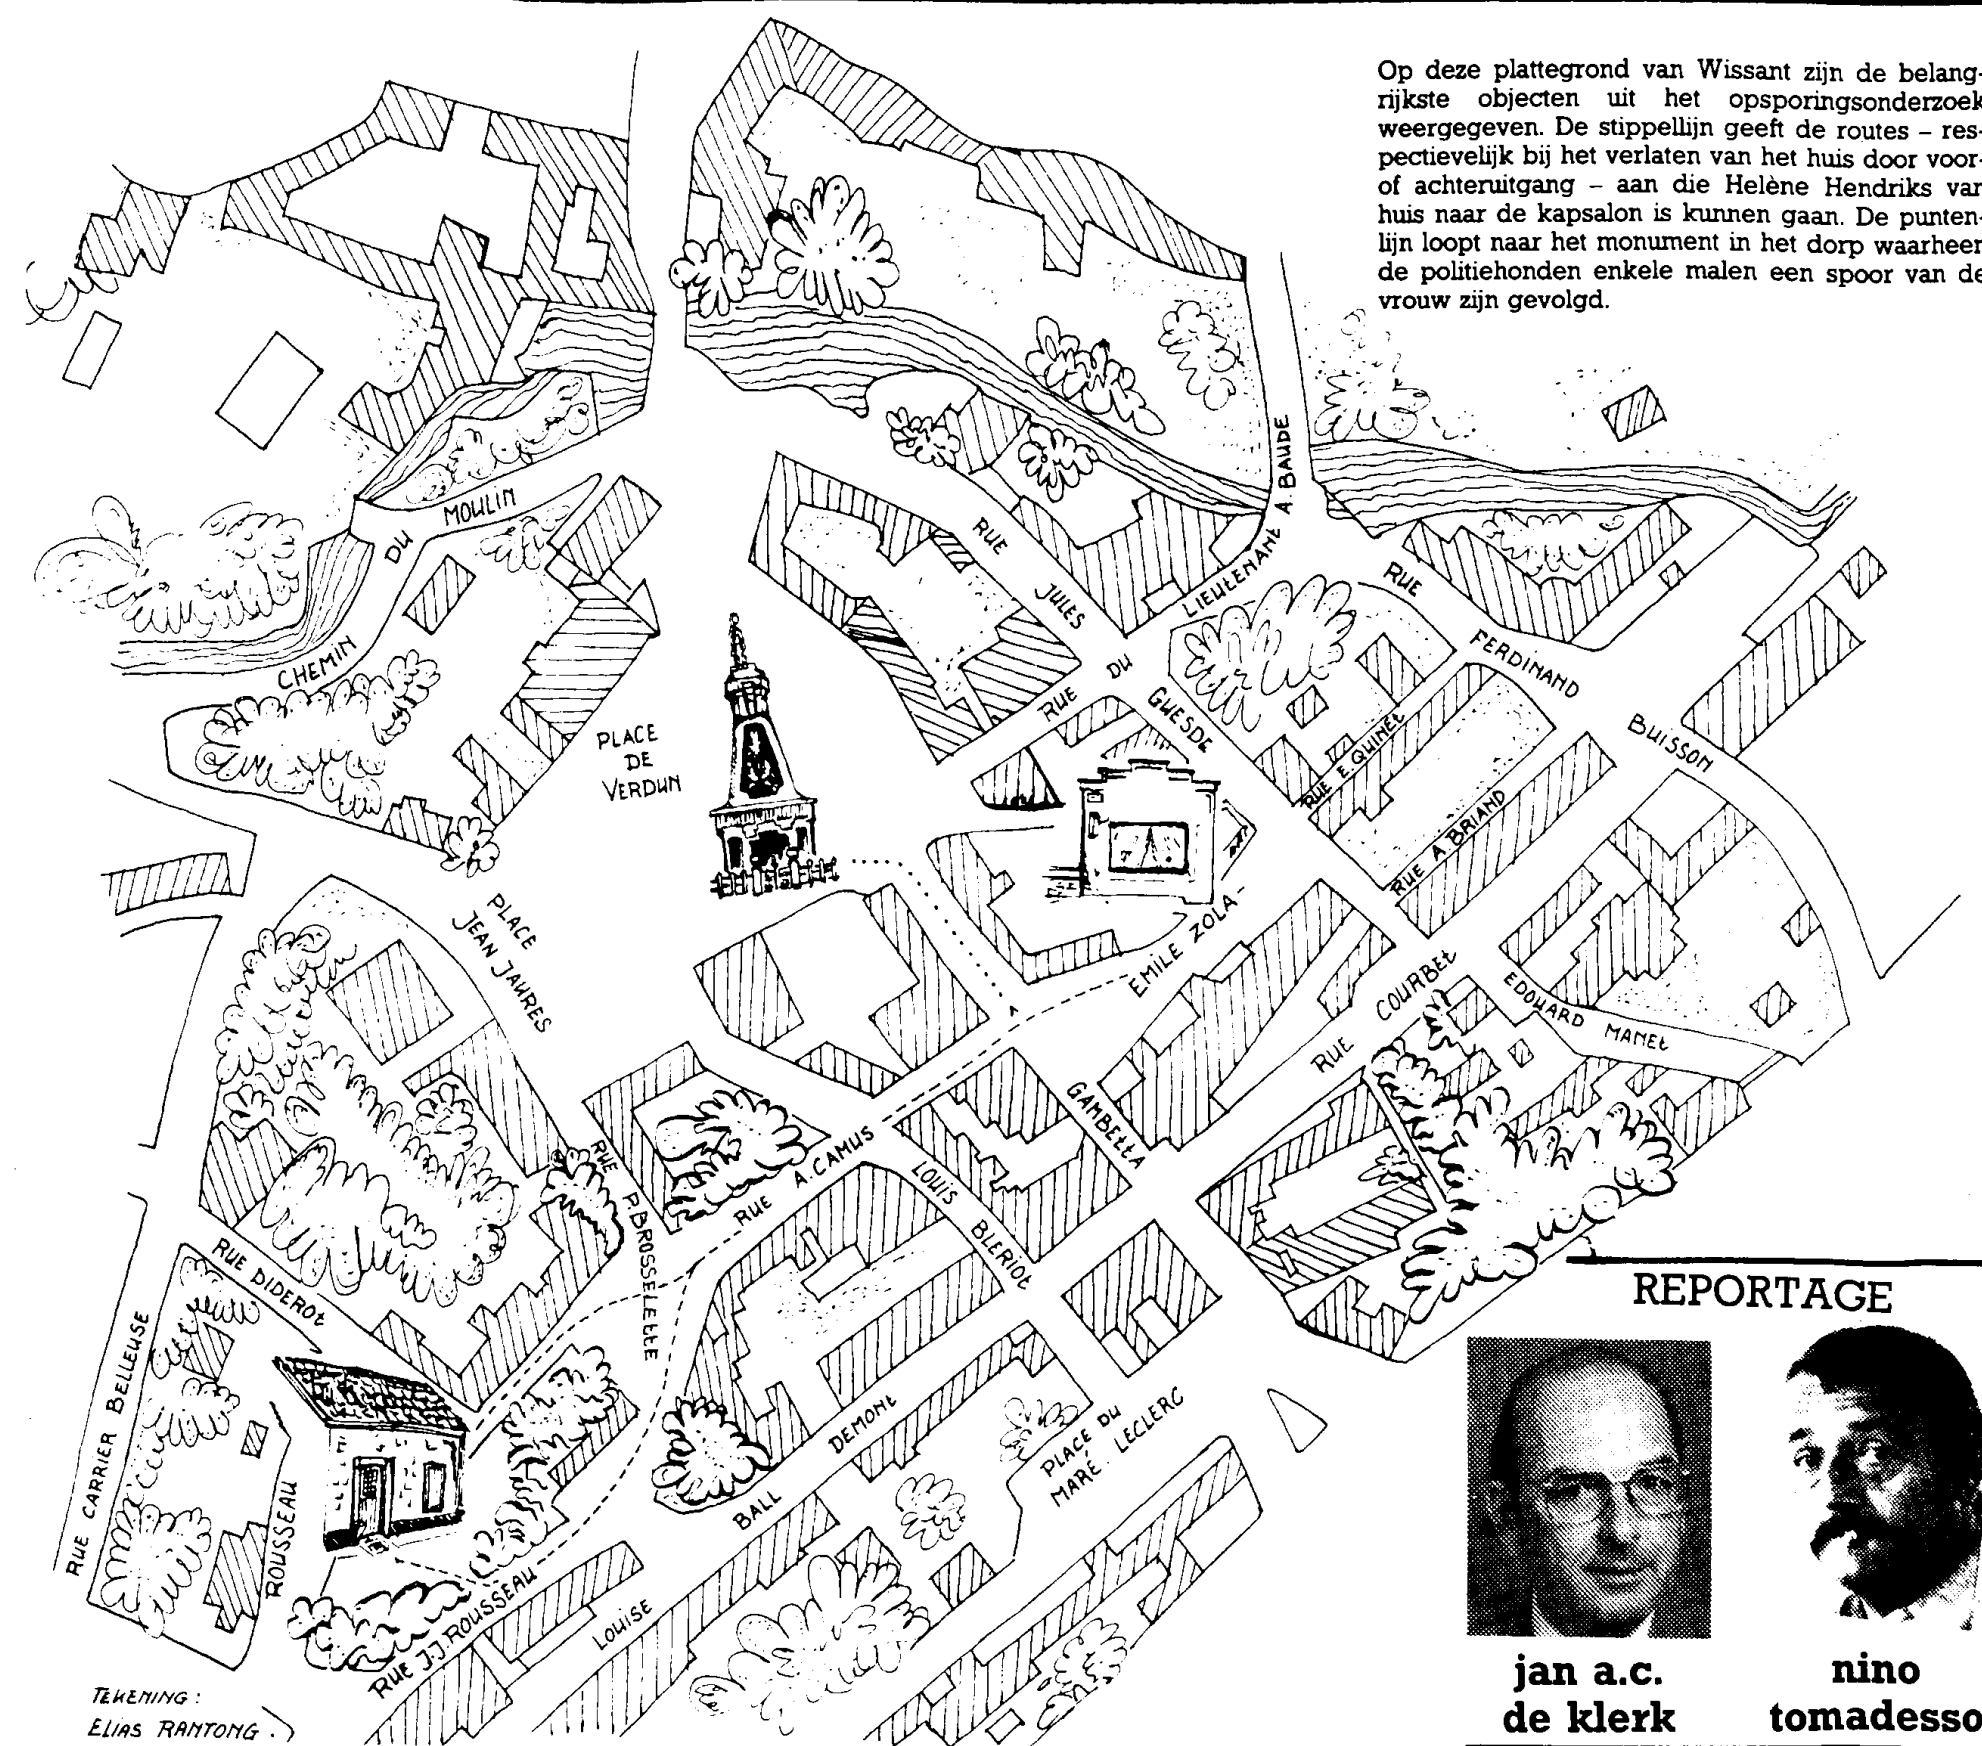 Op deze plattegrond van Wissant zijn de belang-
rijkste objecten uit het opsporingsonderzoek
weergegeven. De stippellijn geeft de routes – res-
pectievelijk bij het verlaten van het huis door voor-
of achteruitgang – aan die Helène Hendriks van
huis naar de kapsalon is kunnen gaan. De punten-
lijn loopt naar het monument in het dorp waarheen
de politiehonden enkele malen een spoor van de
vrouw zijn gevolgd.
RUE DU LIEUTENANT A. BAUDE
CHEMIN DU MOULIN
RUE JULES GUESDE
RUE FERDINAND BUISSON
PLACE
DE
VERDUN
RUE E. QUINET
RUE A. BRIAND
PLACE
JEAN JAURES
EMILE ZOLA-
RUE COURBET
EDOUARD MANET
GAMBETTA
RUE A. CAMUS
LOUIS BLERIOT
RUE P. BROSSELETTE
RUE DIDEROT
RUE CARRIER BELLEUSE
ROUSSEAU
RUE J.J. ROUSSEAU
LOUISE BALL DEMONT
PLACE DU
MARÉ. LECLERC
TEKENING:
ELIAS RANTONG.
REPORTAGE
jan a.c.
de klerk
nino
tomadesso